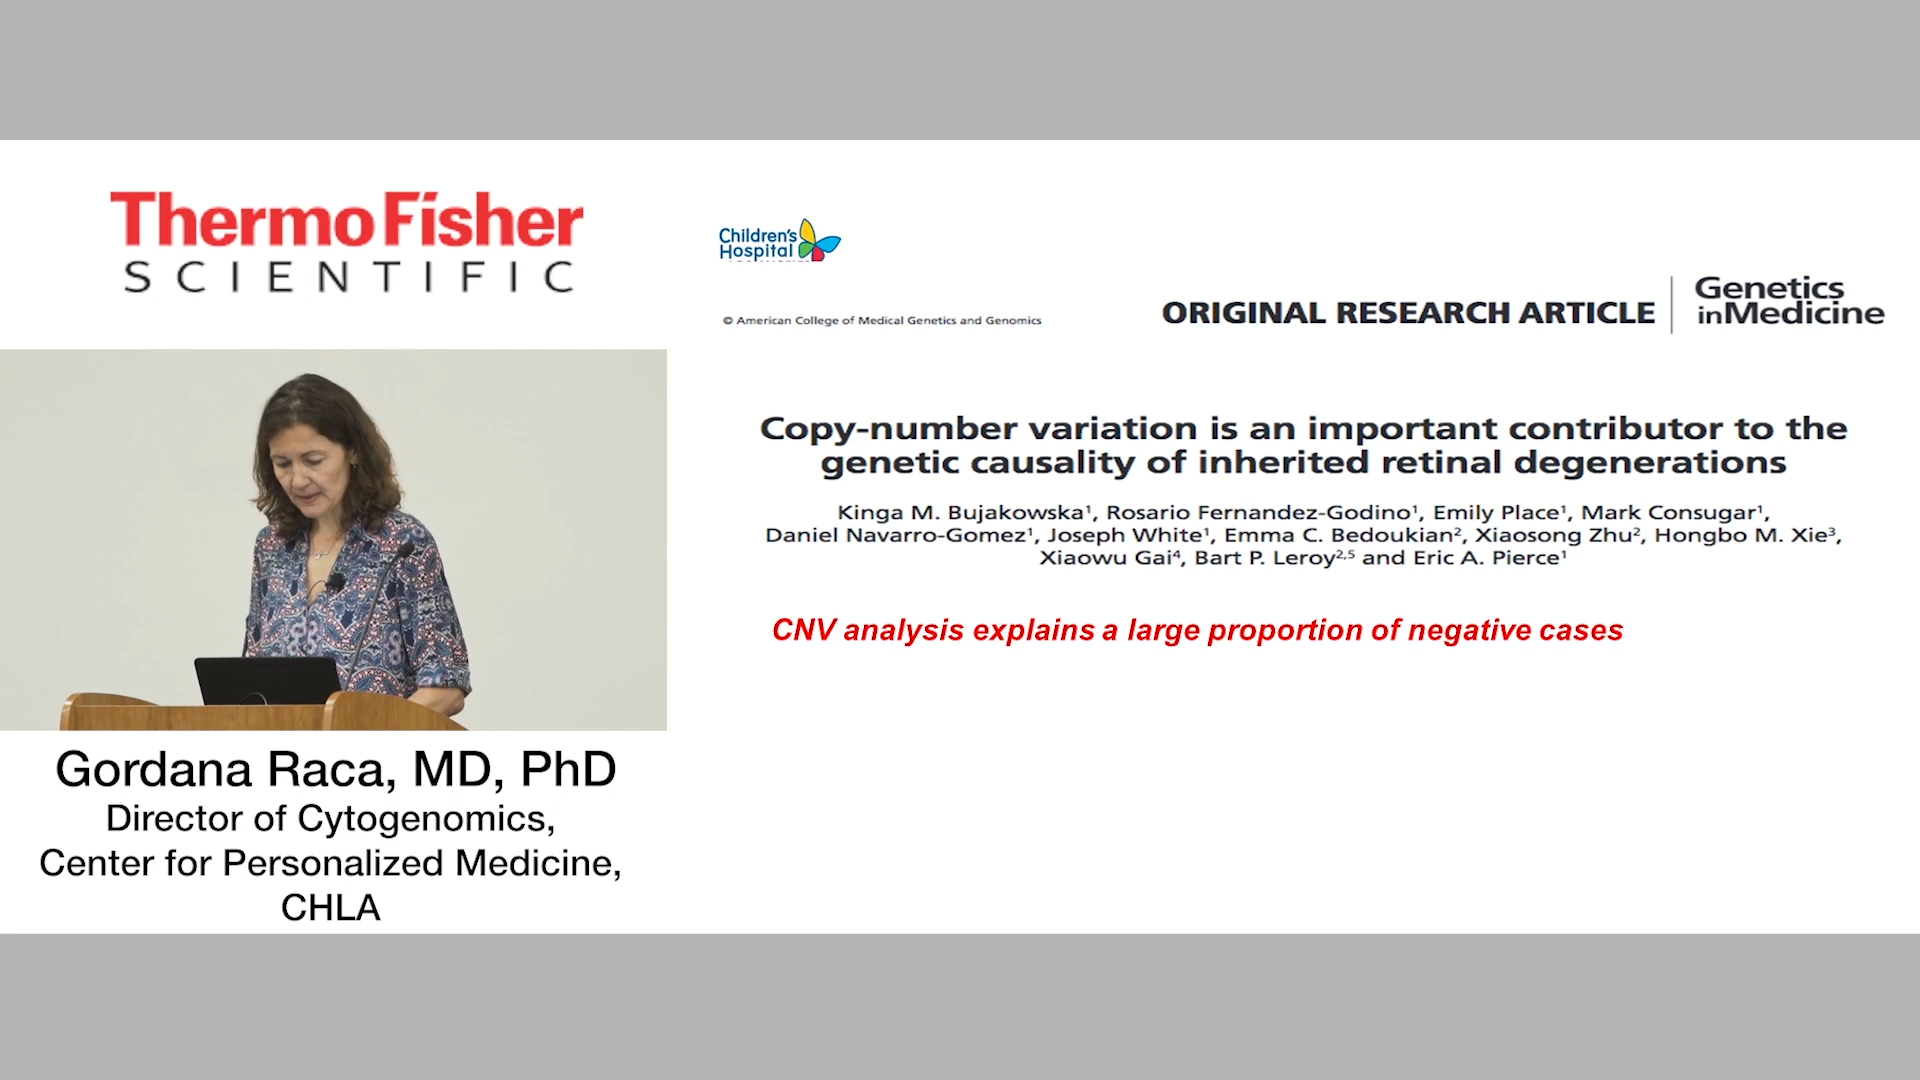 ThermoFisher
SCIENTIFIC
Gordana Raca, MD, PhD
Director of Cytogenomics,
Center for Personalized Medicine,
CHLA
Children's
Hospital
© American College of Medical Genetics and Genomics
ORIGINAL RESEARCH ARTICLE
Genetics
inMedicine
Copy-number variation is an important contributor to the
genetic causality of inherited retinal degenerations
Kinga M. Bujakowska¹, Rosario Fernandez-Godino¹, Emily Place¹, Mark Consugar¹,
Daniel Navarro-Gomez¹, Joseph White¹, Emma C. Bedoukian², Xiaosong Zhu², Hongbo M. Xie³,
Xiaowu Gai⁴, Bart P. Leroy²,⁵ and Eric A. Pierce¹
CNV analysis explains a large proportion of negative cases